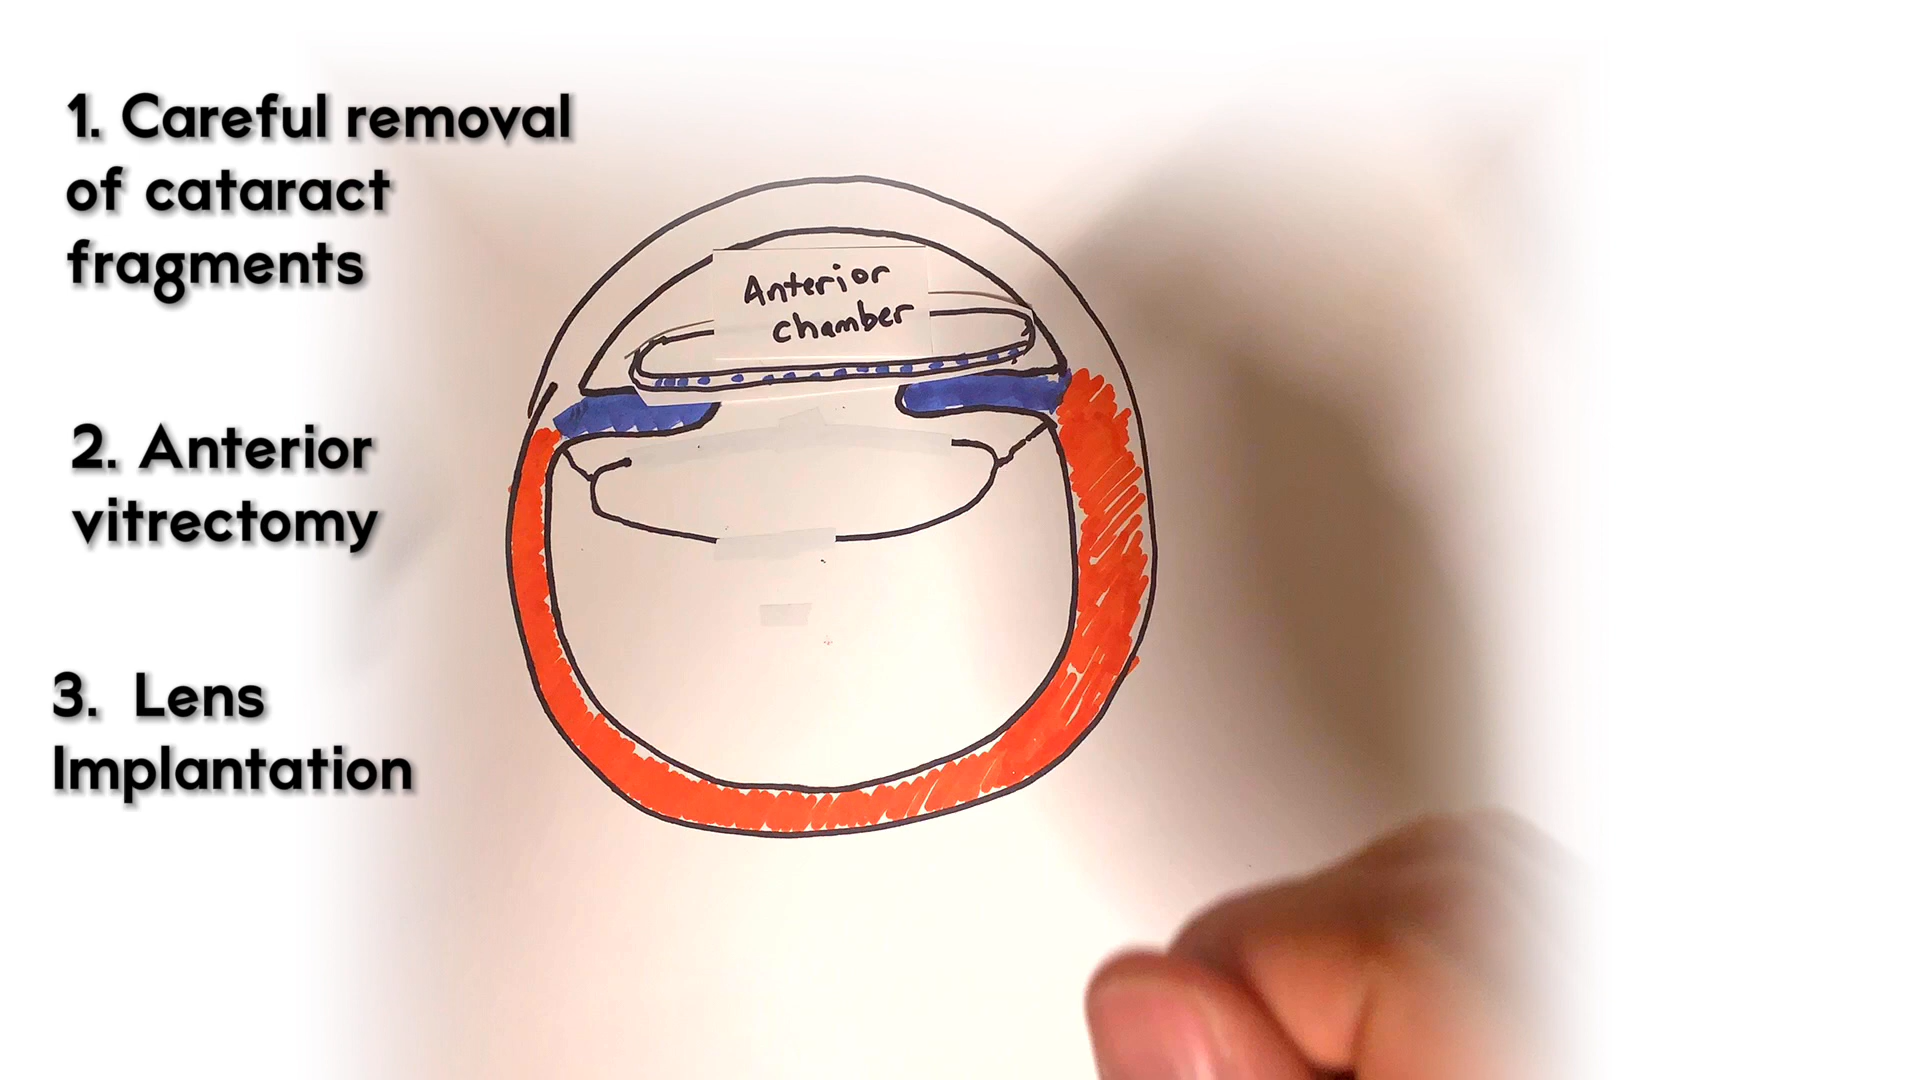 1. Careful removal
of cataract
fragments
Anterior
chamber
2. Anterior
vitrectomy
3. Lens
Implantation